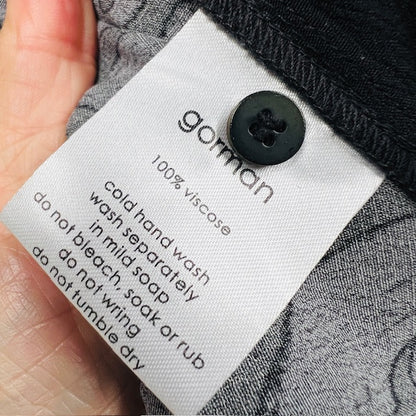 gorman
100% viscose
cold hand wash
wash separately
in mild soap
do not bleach, soak or rub
do not wring
do not tumble dry